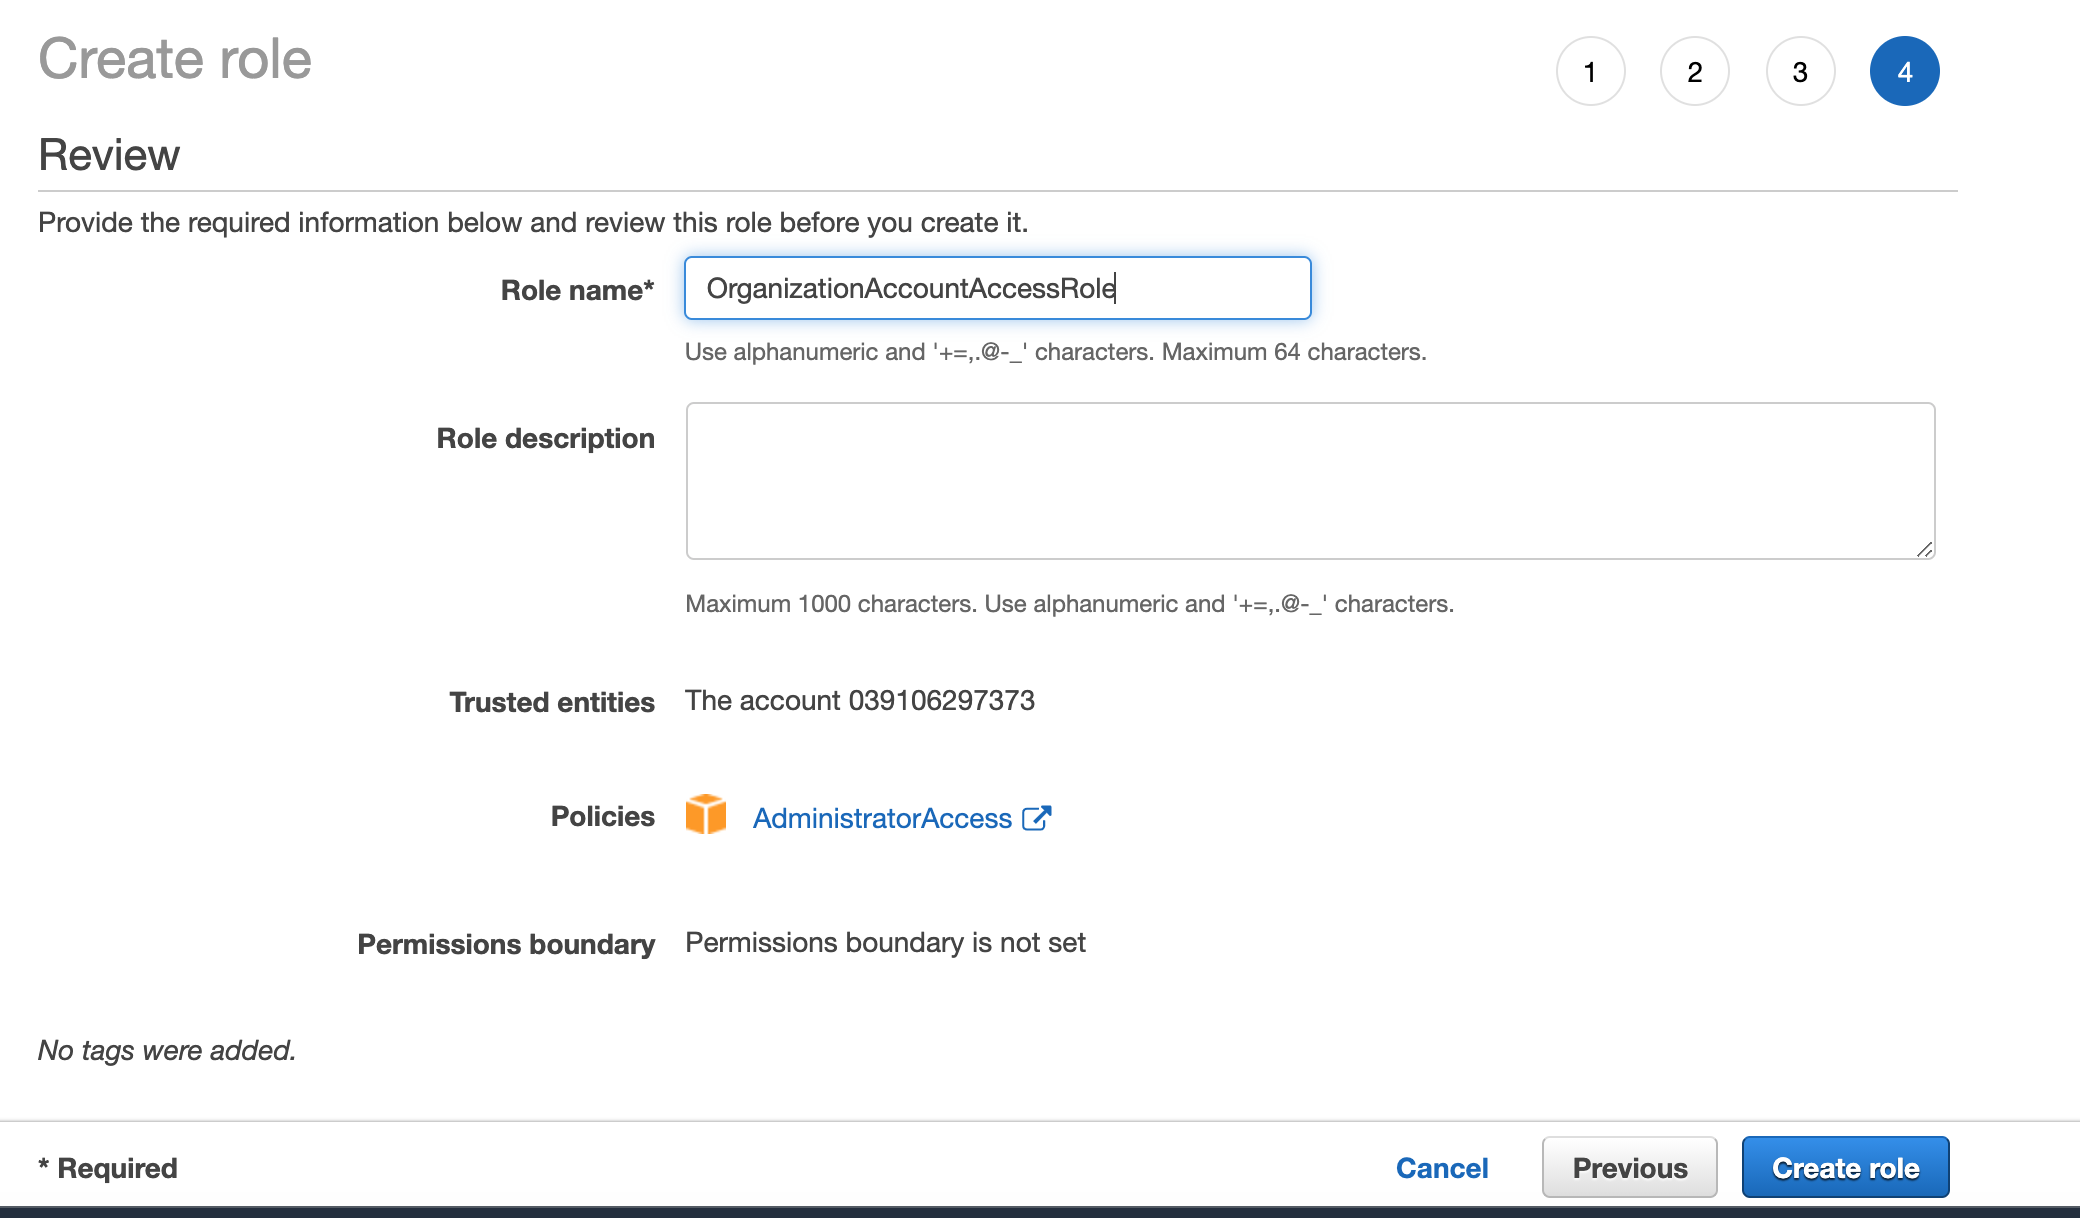 Create role
1 2 3 4
Review
Provide the required information below and review this role before you create it.
Role name* OrganizationAccountAccessRole
Use alphanumeric and '+=,.@-_' characters. Maximum 64 characters.
Role description
Maximum 1000 characters. Use alphanumeric and '+=,.@-_' characters.
Trusted entities The account 039106297373
Policies AdministratorAccess
Permissions boundary Permissions boundary is not set
No tags were added.
* Required Cancel Previous Create role